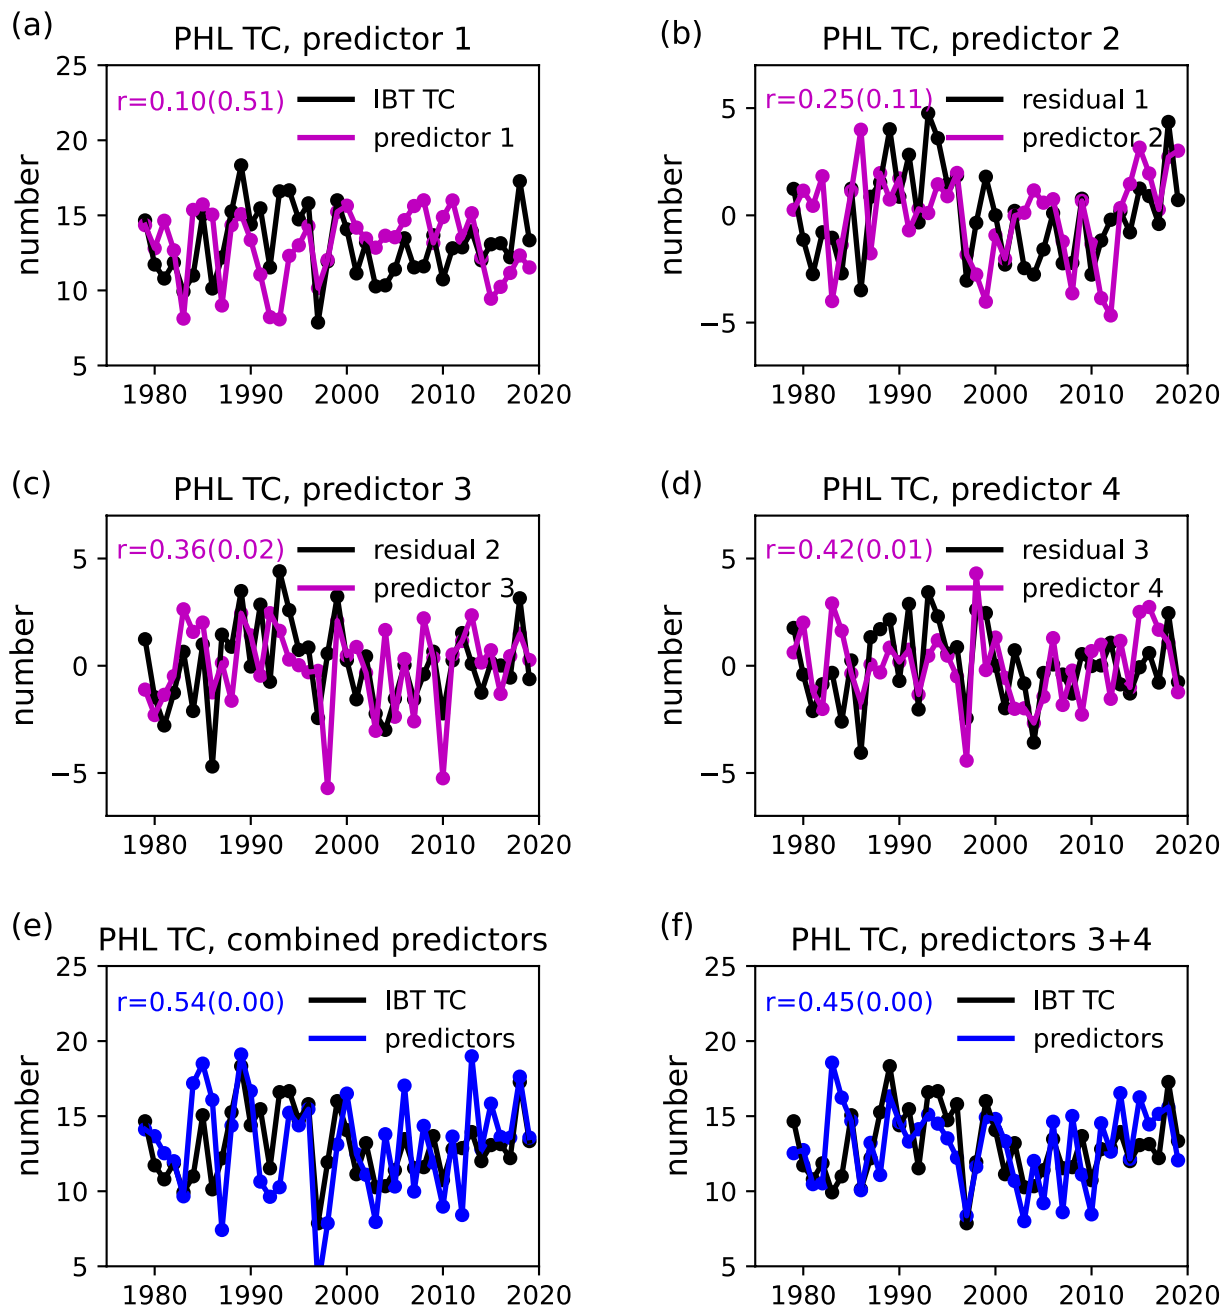 (a)
PHL TC, predictor 1
r=0.10(0.51)
IBT TC
predictor 1
number
25
20
15
10
5
1980 1990 2000 2010 2020
(b)
PHL TC, predictor 2
r=0.25(0.11)
residual 1
predictor 2
number
5
0
−5
1980 1990 2000 2010 2020
(c)
PHL TC, predictor 3
r=0.36(0.02)
residual 2
predictor 3
number
5
0
−5
1980 1990 2000 2010 2020
(d)
PHL TC, predictor 4
r=0.42(0.01)
residual 3
predictor 4
number
5
0
−5
1980 1990 2000 2010 2020
(e)
PHL TC, combined predictors
r=0.54(0.00)
IBT TC
predictors
number
25
20
15
10
5
1980 1990 2000 2010 2020
(f)
PHL TC, predictors 3+4
r=0.45(0.00)
IBT TC
predictors
number
25
20
15
10
5
1980 1990 2000 2010 2020